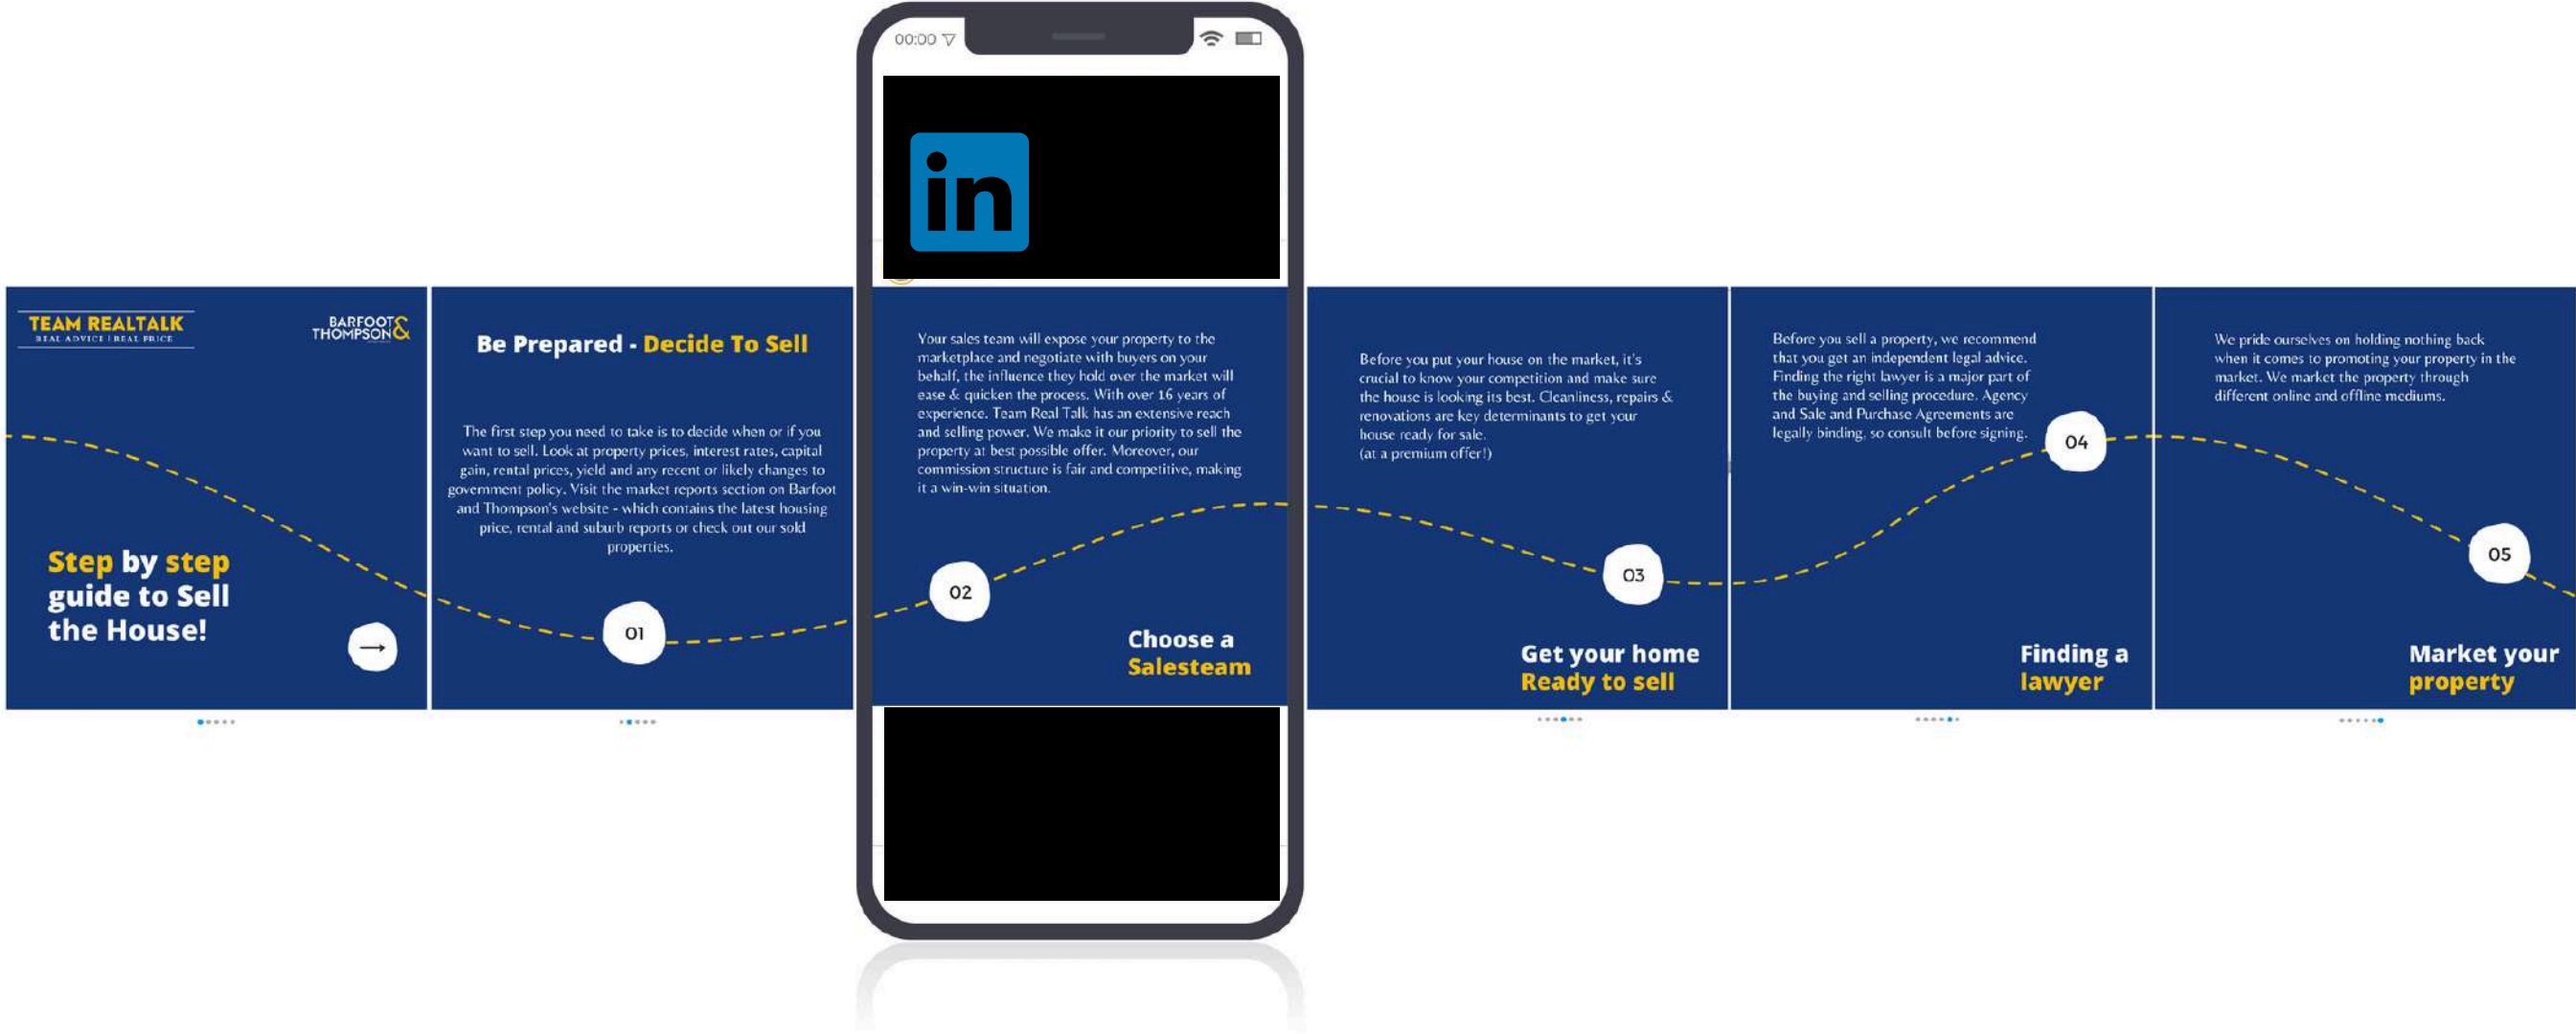 00:00
in
TEAM REALTALK
REAL ADVICE | REAL PRICE
BARFOOT &
THOMPSON
Step by step
guide to Sell
the House!
Be Prepared - Decide To Sell
The first step you need to take is to decide when or if you
want to sell. Look at property prices, interest rates, capital
gain, rental prices, yield and any recent or likely changes to
government policy. Visit the market reports section on Barfoot
and Thompson's website - which contains the latest housing
price, rental and suburb reports or check out our sold
properties.
01
Your sales team will expose your property to the
marketplace and negotiate with buyers on your
behalf, the influence they hold over the market will
ease & quicken the process. With over 16 years of
experience. Team Real Talk has an extensive reach
and selling power. We make it our priority to sell the
property at best possible offer. Moreover, our
commission structure is fair and competitive, making
it a win-win situation.
02
Choose a
Salesteam
Before you put your house on the market, it's
crucial to know your competition and make sure
the house is looking its best. Cleanliness, repairs &
renovations are key determinants to get your
house ready for sale.
(at a premium offer!)
03
Get your home
Ready to sell
Before you sell a property, we recommend
that you get an independent legal advice.
Finding the right lawyer is a major part of
the buying and selling procedure. Agency
and Sale and Purchase Agreements are
legally binding, so consult before signing.
04
Finding a
lawyer
We pride ourselves on holding nothing back
when it comes to promoting your property in the
market. We market the property through
different online and offline mediums.
05
Market your
property